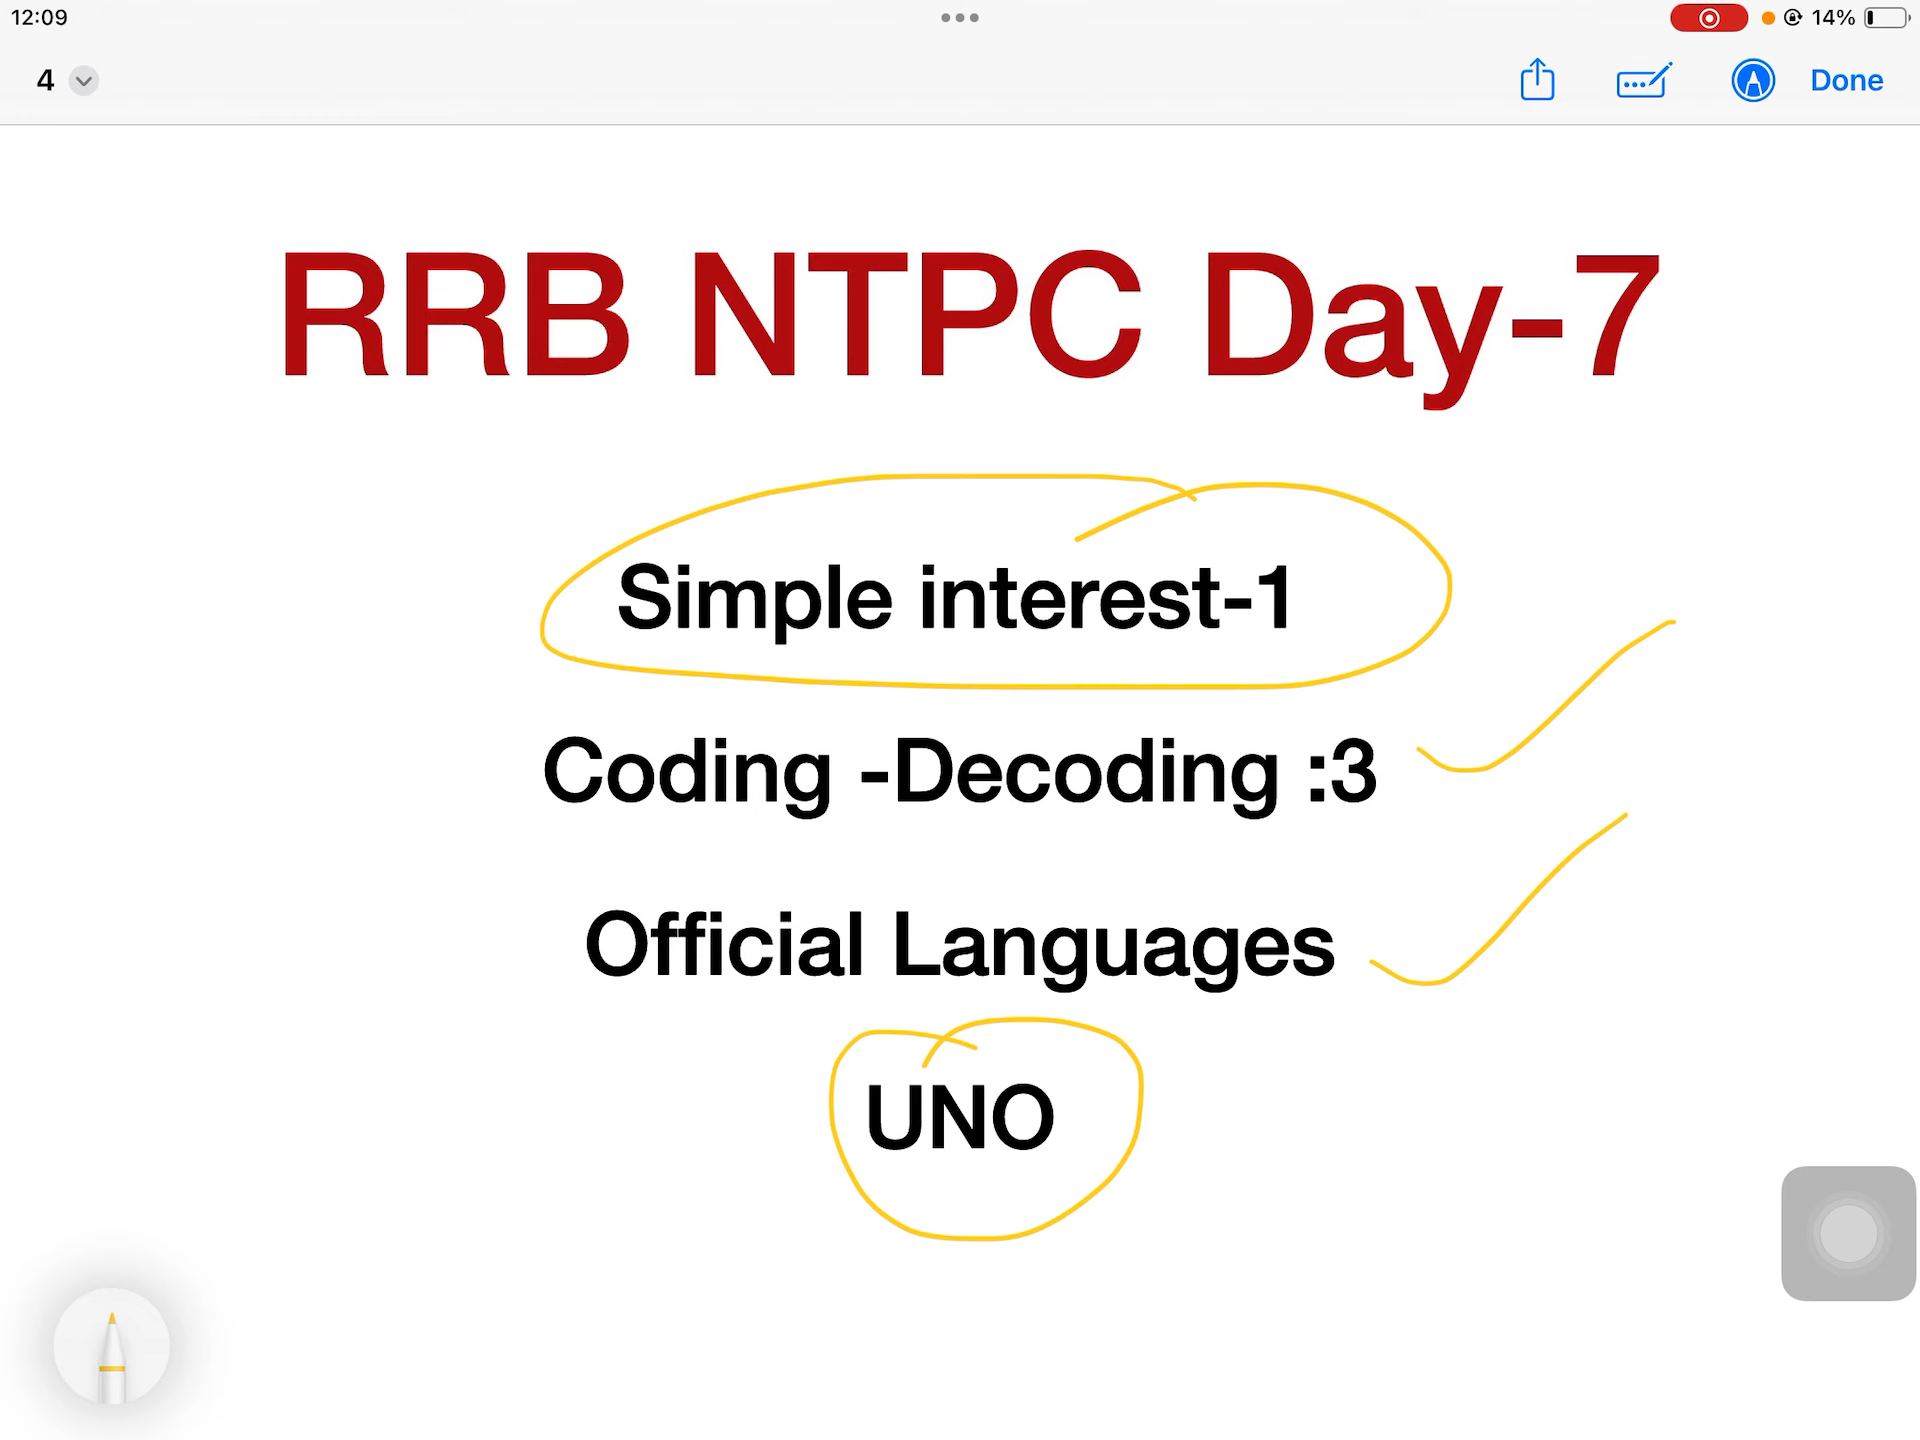 12:09
14%
4
Done
RRB NTPC Day-7
Simple interest-1
Coding -Decoding :3
Official Languages
UNO